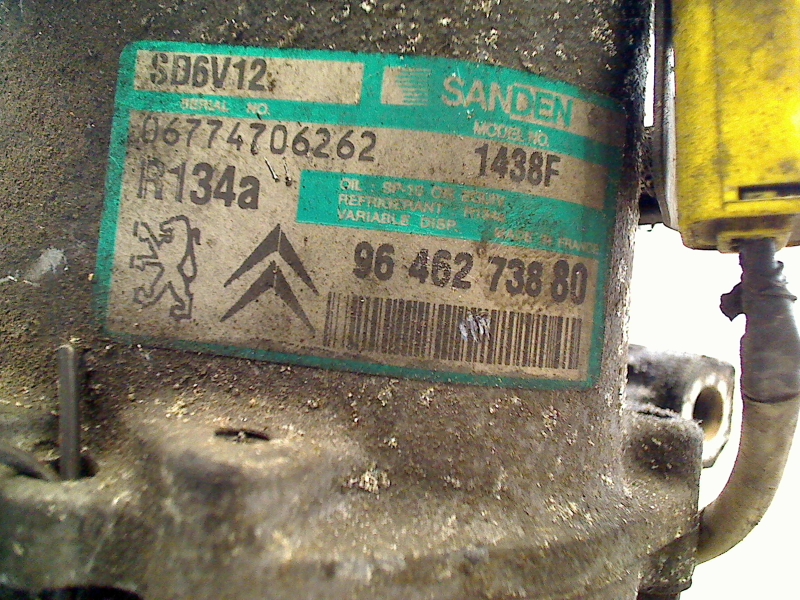 SD6V12
SANDEN
SERIAL NO.
MODEL NO.
06774706262
1438F
R134a
OIL : SP-10
REFRIGERANT R134a
VARIABLE DISP.
MADE IN FRANCE
96 462 738 80